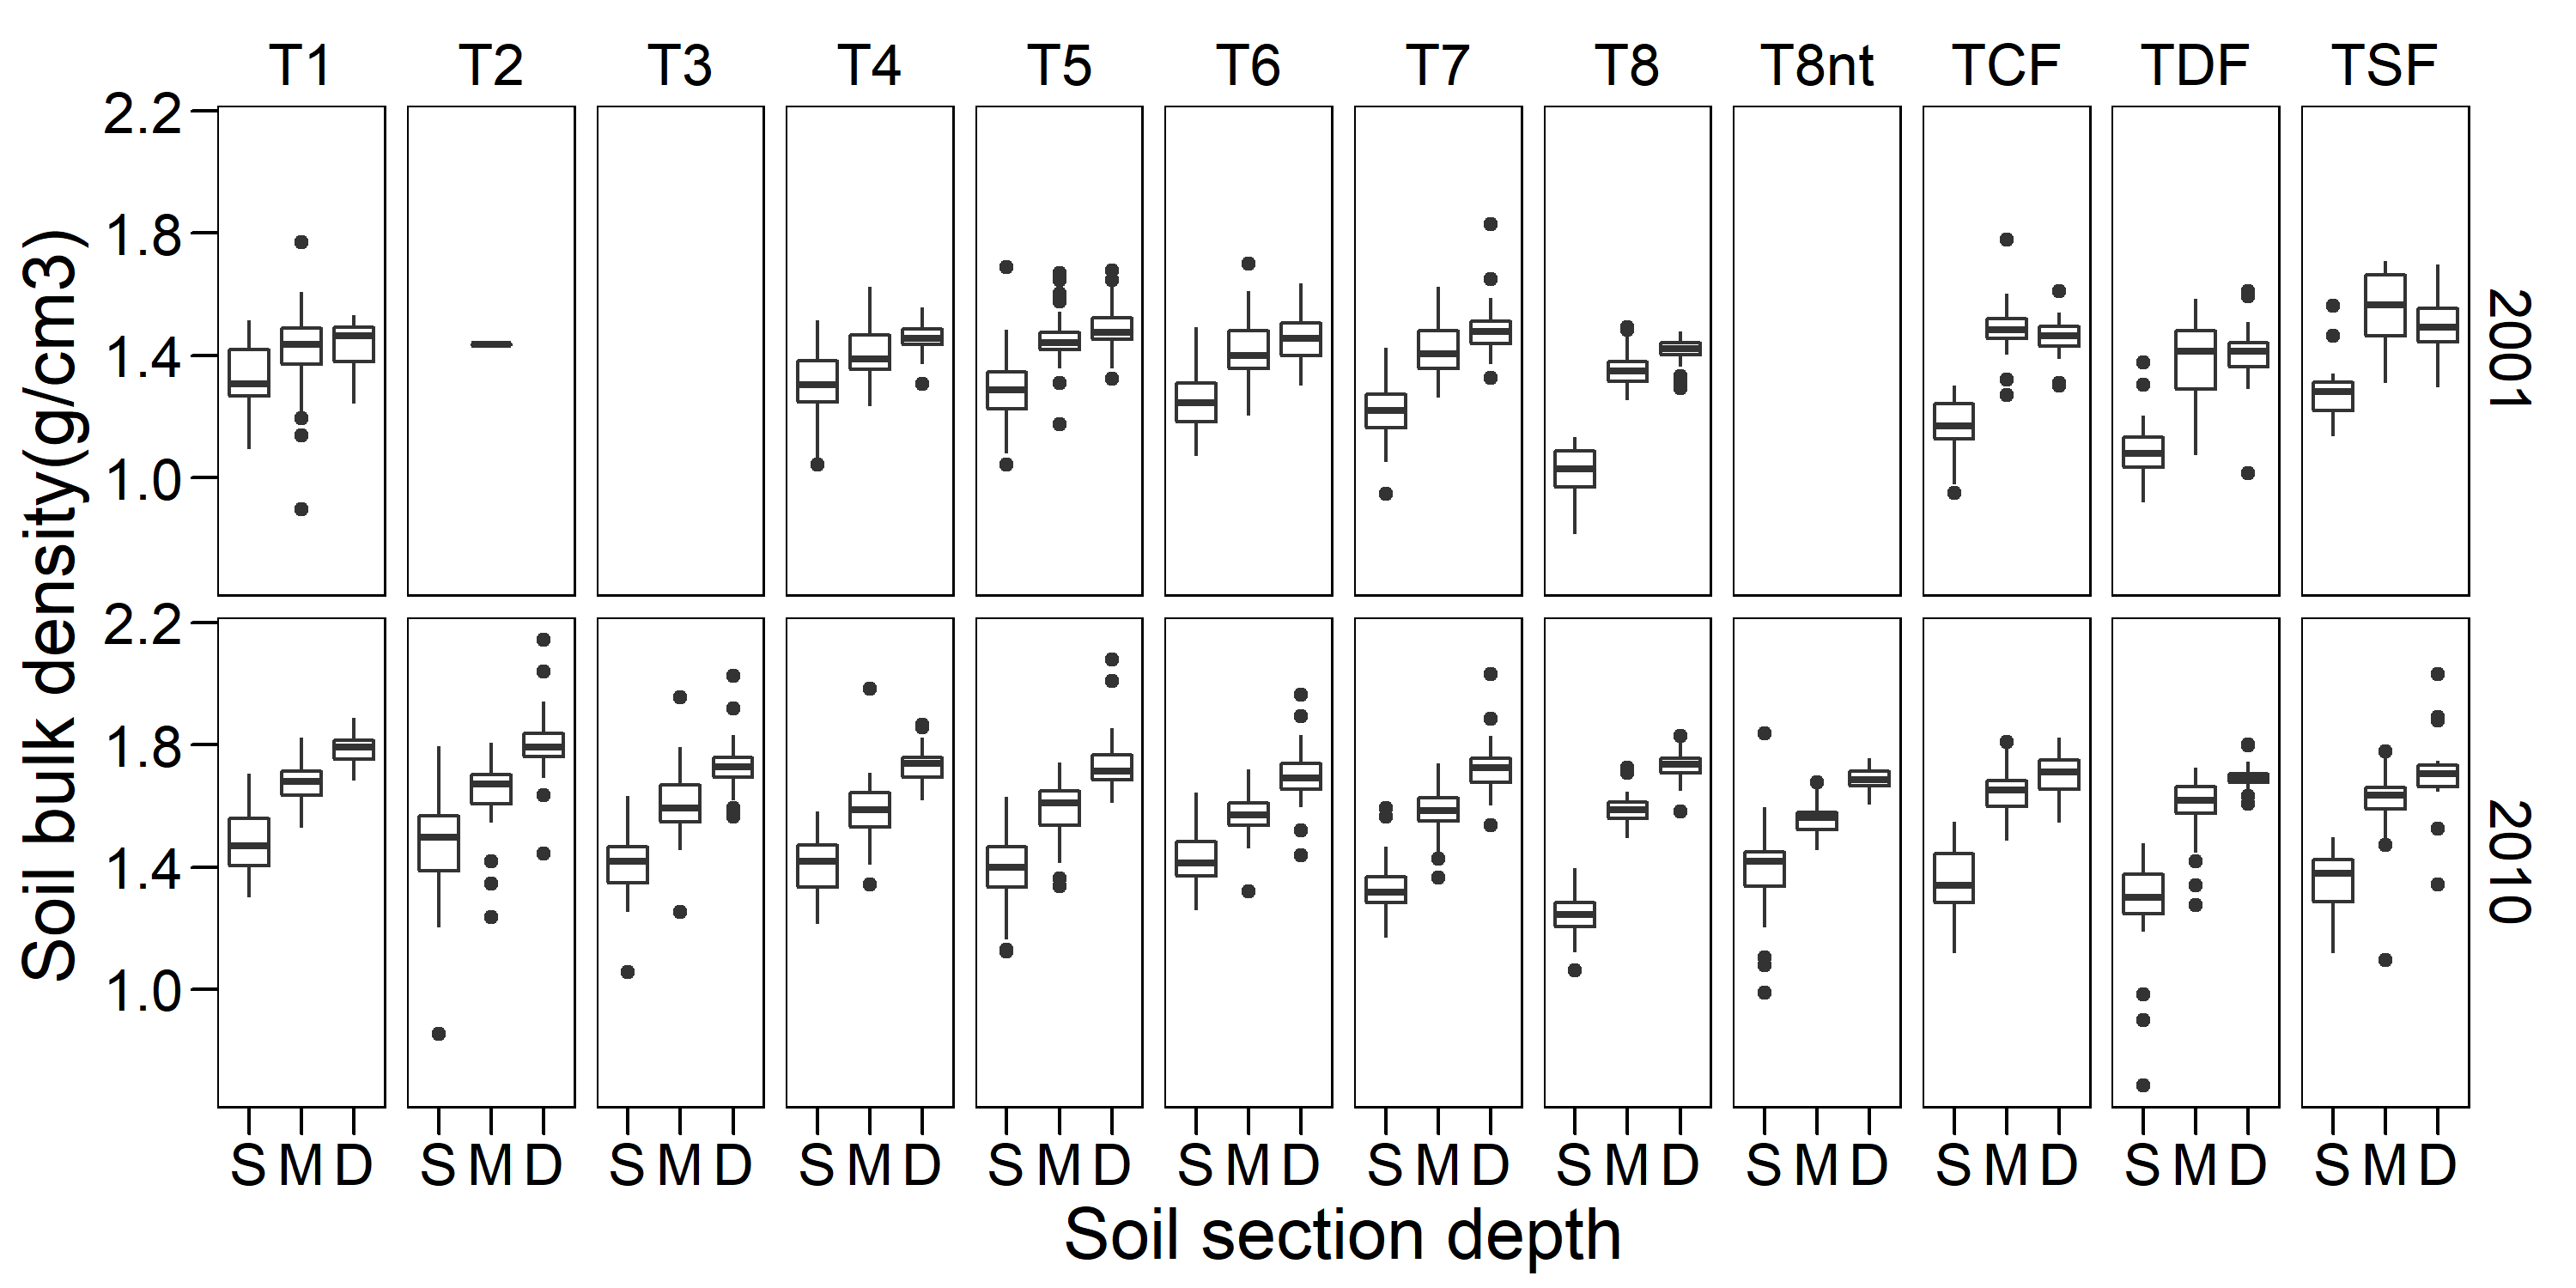 T1 T2 T3 T4 T5 T6 T7 T8 T8nt TCF TDF TSF
2.2
1.8
1.4
1.0
2001
2.2
1.8
1.4
1.0
2010
Soil bulk density(g/cm3)
S M D S M D S M D S M D S M D S M D S M D S M D S M D S M D S M D S M D
Soil section depth